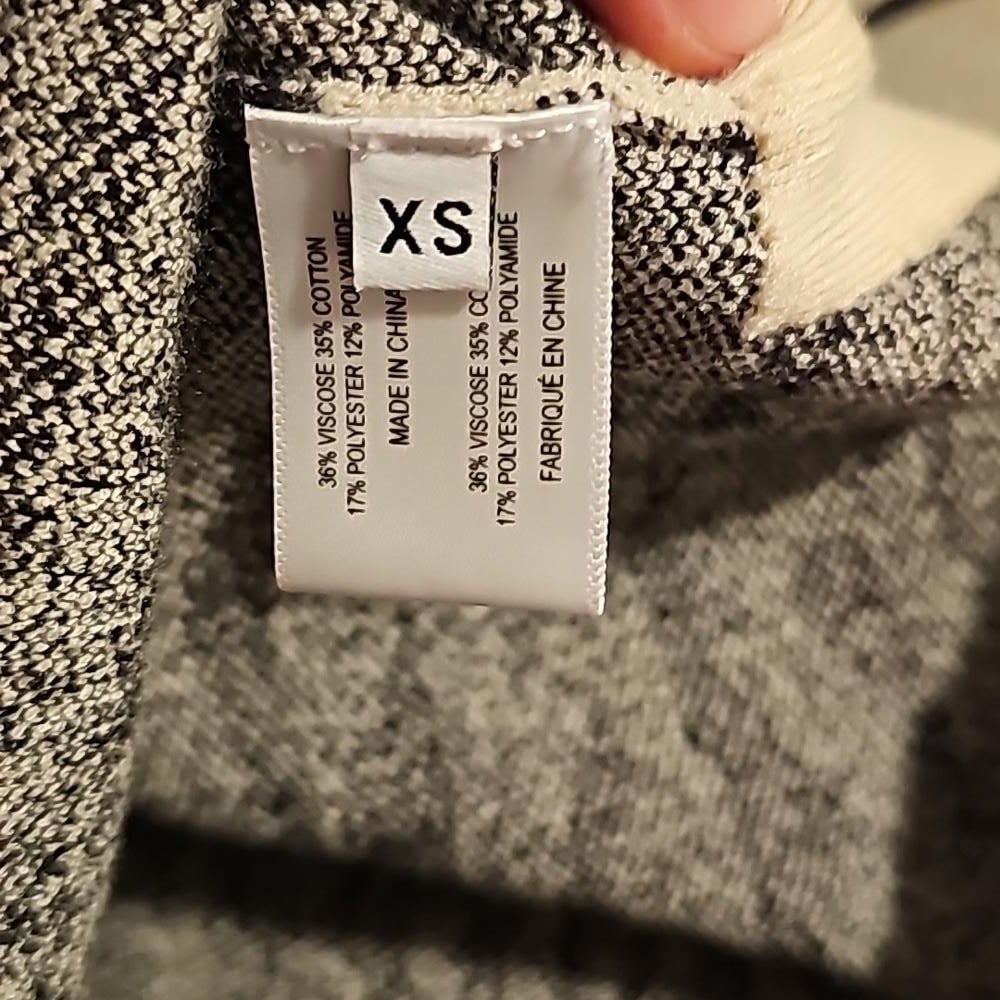 XS
36% VISCOSE 35% COTTON
17% POLYESTER 12% POLYAMIDE
MADE IN CHINA
36% VISCOSE 35%
17% POLYESTER 12% POLYAMIDE
FABRIQUÉ EN CHINE